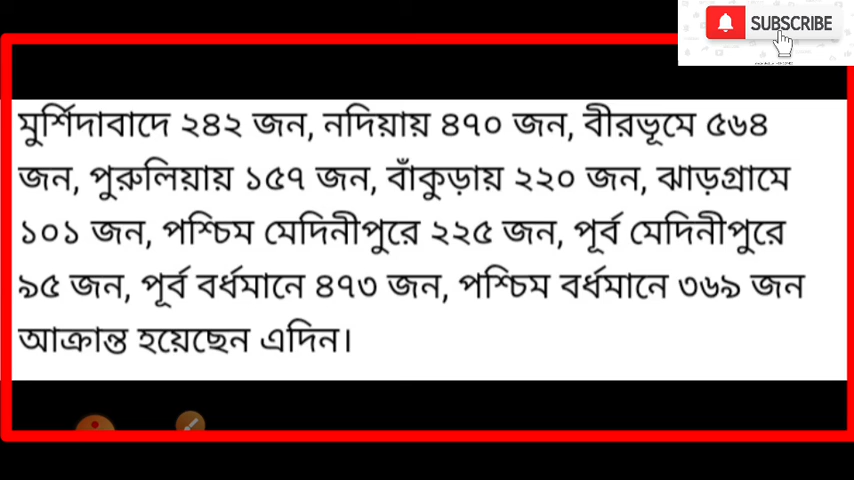 SUBSCRIBE
মুর্শিদাবাদে ২৪২ জন, নদিয়ায় ৪৭০ জন, বীরভূমে ৫৬৪
জন, পুরুলিয়ায় ১৫৭ জন, বাঁকুড়ায় ২২০ জন, ঝাড়গ্রামে
১০১ জন, পশ্চিম মেদিনীপুরে ২২৫ জন, পূর্ব মেদিনীপুরে
৯৫ জন, পূর্ব বর্ধমানে ৪৭৩ জন, পশ্চিম বর্ধমানে ৩৬৯ জন
আক্রান্ত হয়েছেন এদিন।